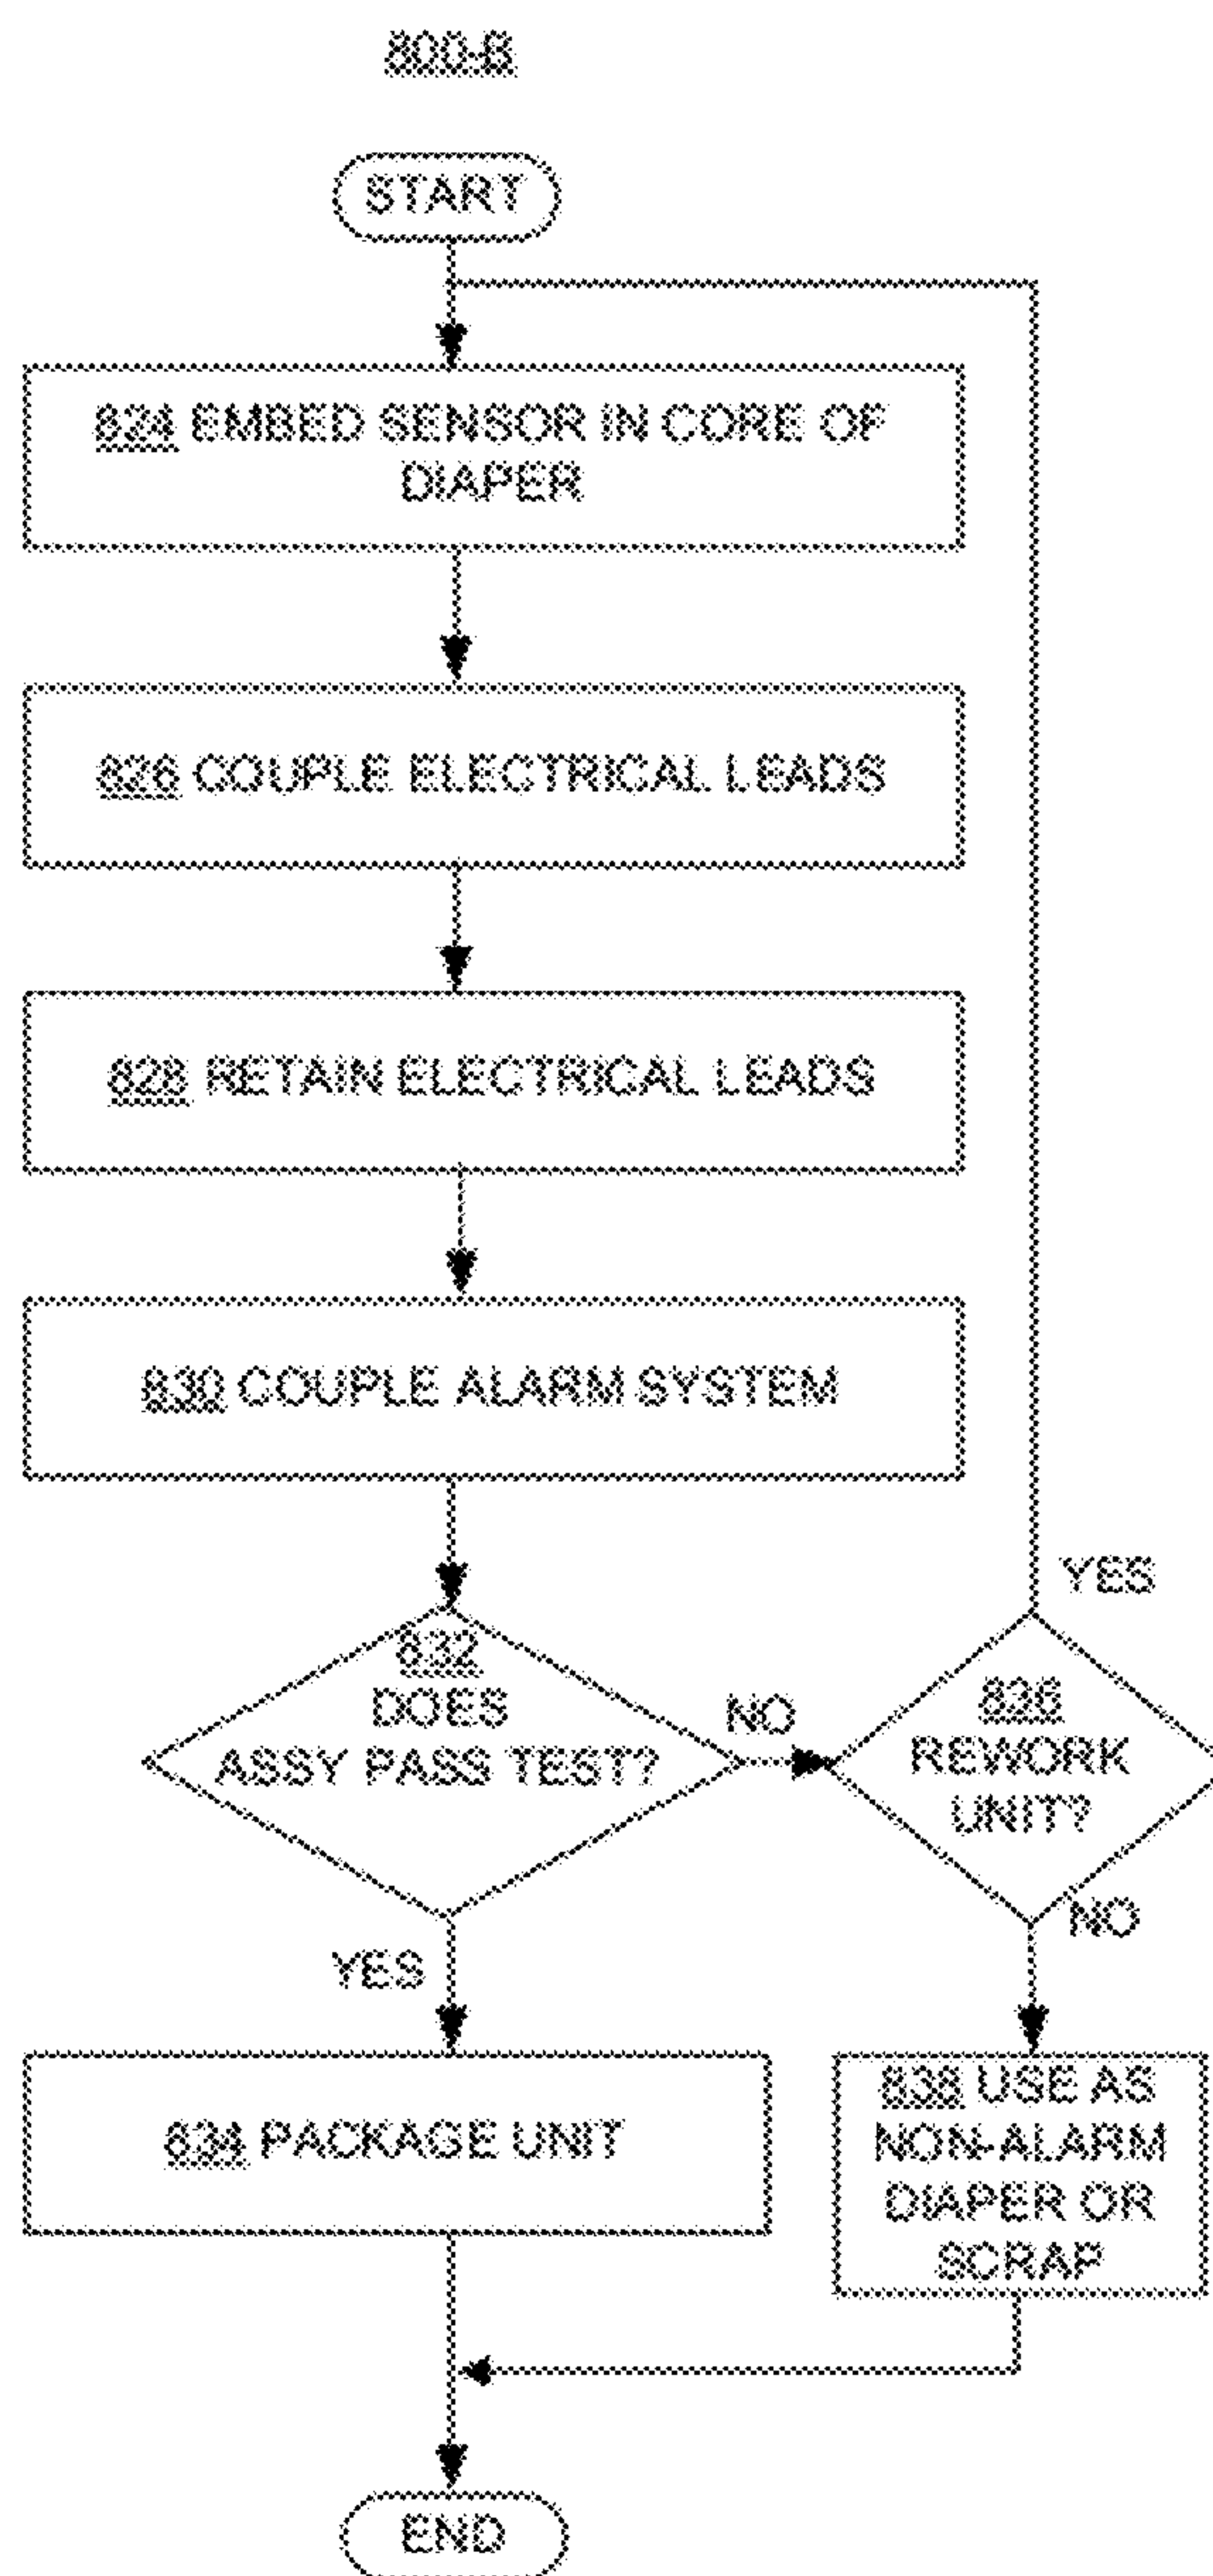 800-B
START
824 EMBED SENSOR IN CORE OF
DIAPER
826 COUPLE ELECTRICAL LEADS
828 RETAIN ELECTRICAL LEADS
830 COUPLE ALARM SYSTEM
YES
832
DOES
ASSY PASS TEST?
NO
836
REWORK
UNIT?
YES
NO
834 PACKAGE UNIT
838 USE AS
NON-ALARM
DIAPER OR
SCRAP
END